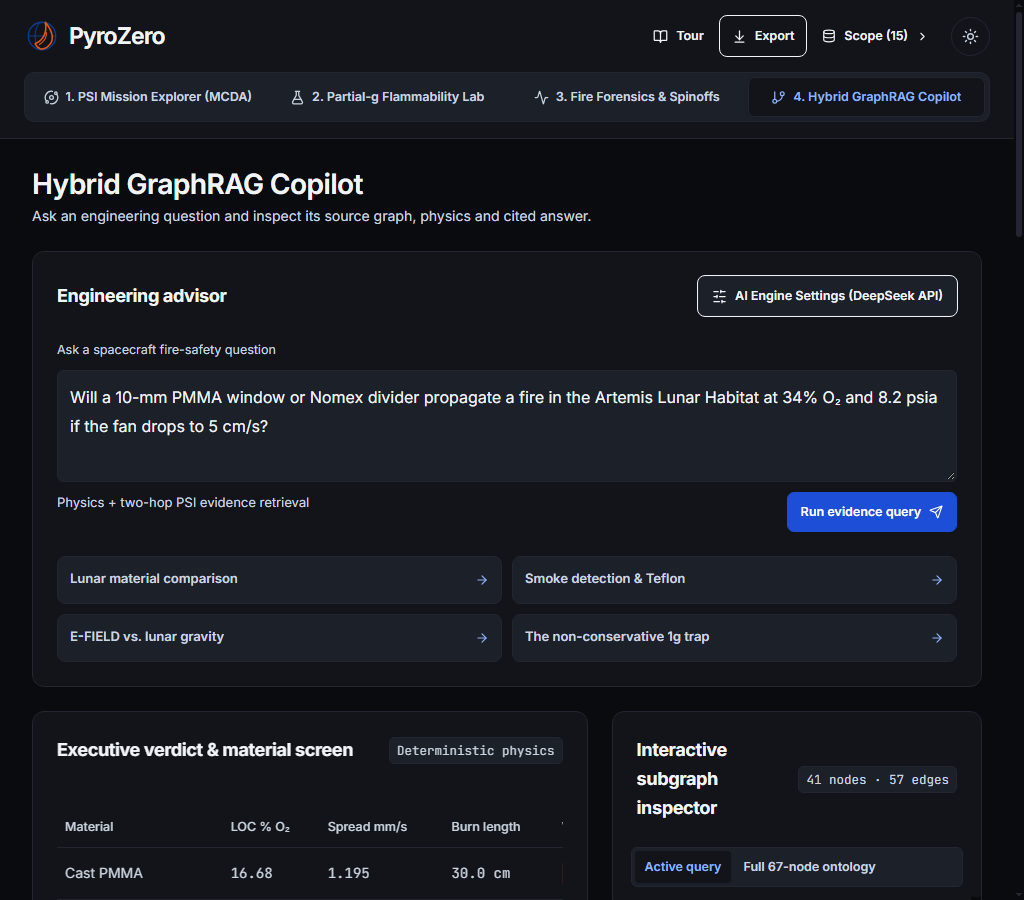 PyroZero
Tour
Export
Scope (15)
1. PSI Mission Explorer (MCDA)
2. Partial-g Flammability Lab
3. Fire Forensics & Spinoffs
4. Hybrid GraphRAG Copilot
Hybrid GraphRAG Copilot
Ask an engineering question and inspect its source graph, physics and cited answer.
Engineering advisor
AI Engine Settings (DeepSeek API)
Ask a spacecraft fire-safety question
Will a 10-mm PMMA window or Nomex divider propagate a fire in the Artemis Lunar Habitat at 34% O₂ and 8.2 psia
if the fan drops to 5 cm/s?
Physics + two-hop PSI evidence retrieval
Run evidence query
Lunar material comparison
Smoke detection & Teflon
E-FIELD vs. lunar gravity
The non-conservative 1g trap
Executive verdict & material screen
Deterministic physics
Material LOC % O₂ Spread mm/s Burn length
Cast PMMA 16.68 1.195 30.0 cm
Interactive
subgraph
inspector
41 nodes · 57 edges
Active query
Full 67-node ontology